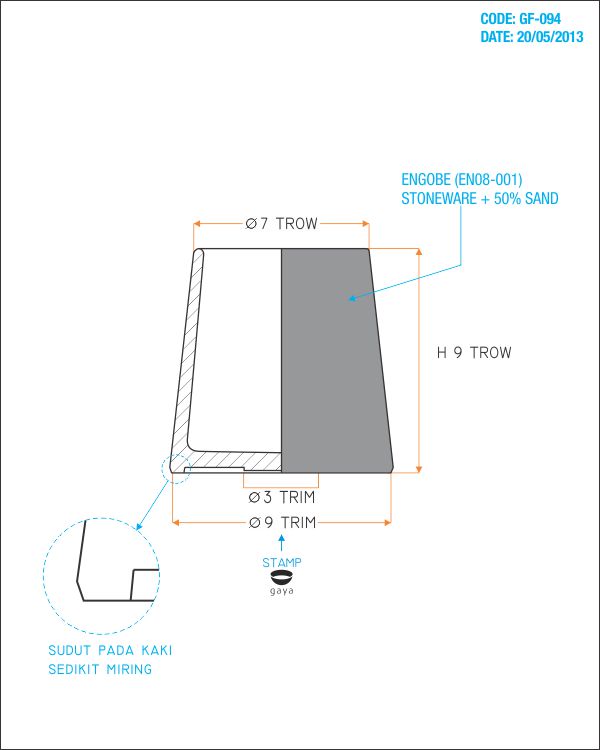 CODE: GF-094
DATE: 20/05/2013
ENGOBE (EN08-001)
STONEWARE + 50% SAND
Ø 7 TROW
H 9 TROW
Ø 3 TRIM
Ø 9 TRIM
STAMP
gaya
SUDUT PADA KAKI
SEDIKIT MIRING